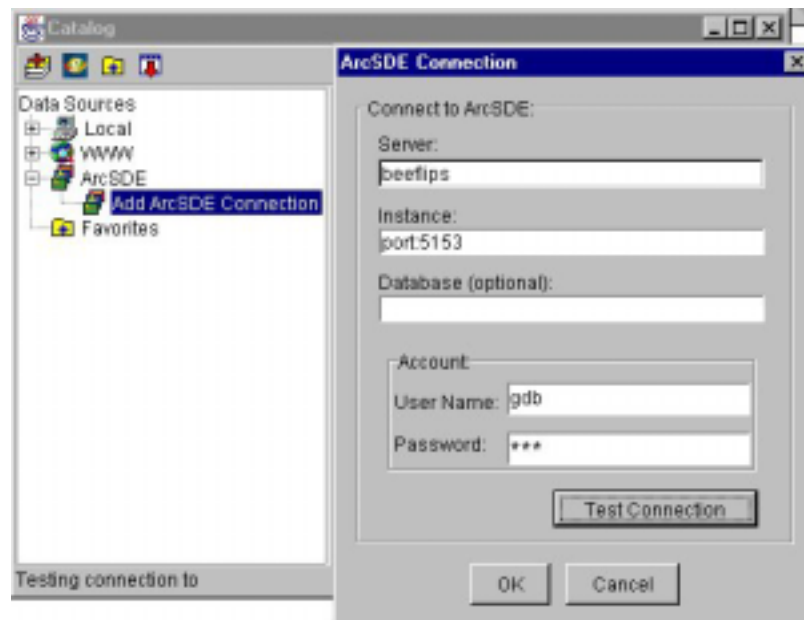 Catalog
Data Sources
Local
WWW
ArcSDE
Add ArcSDE Connection
Favorites
Testing connection to
ArcSDE Connection
Connect to ArcSDE:
Server:
beeflips
Instance:
port:5153
Database (optional):
Account:
User Name: gdb
Password: ***
Test Connection
OK Cancel